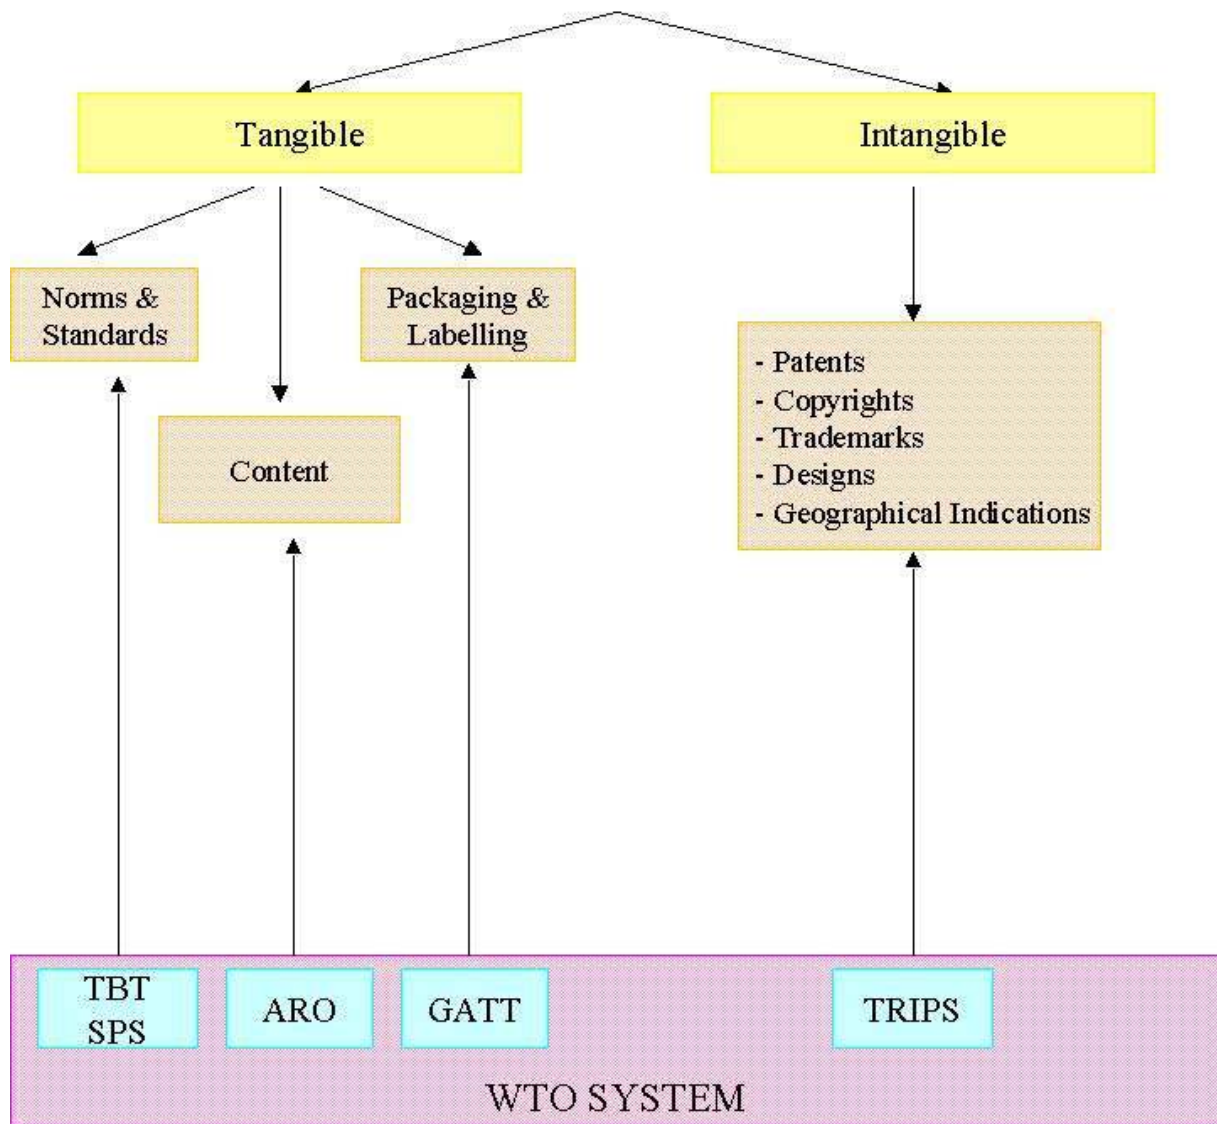 Tangible
Intangible
Norms &
Standards
Packaging &
Labelling
Content
- Patents
- Copyrights
- Trademarks
- Designs
- Geographical Indications
TBT
SPS
ARO
GATT
TRIPS
WTO SYSTEM